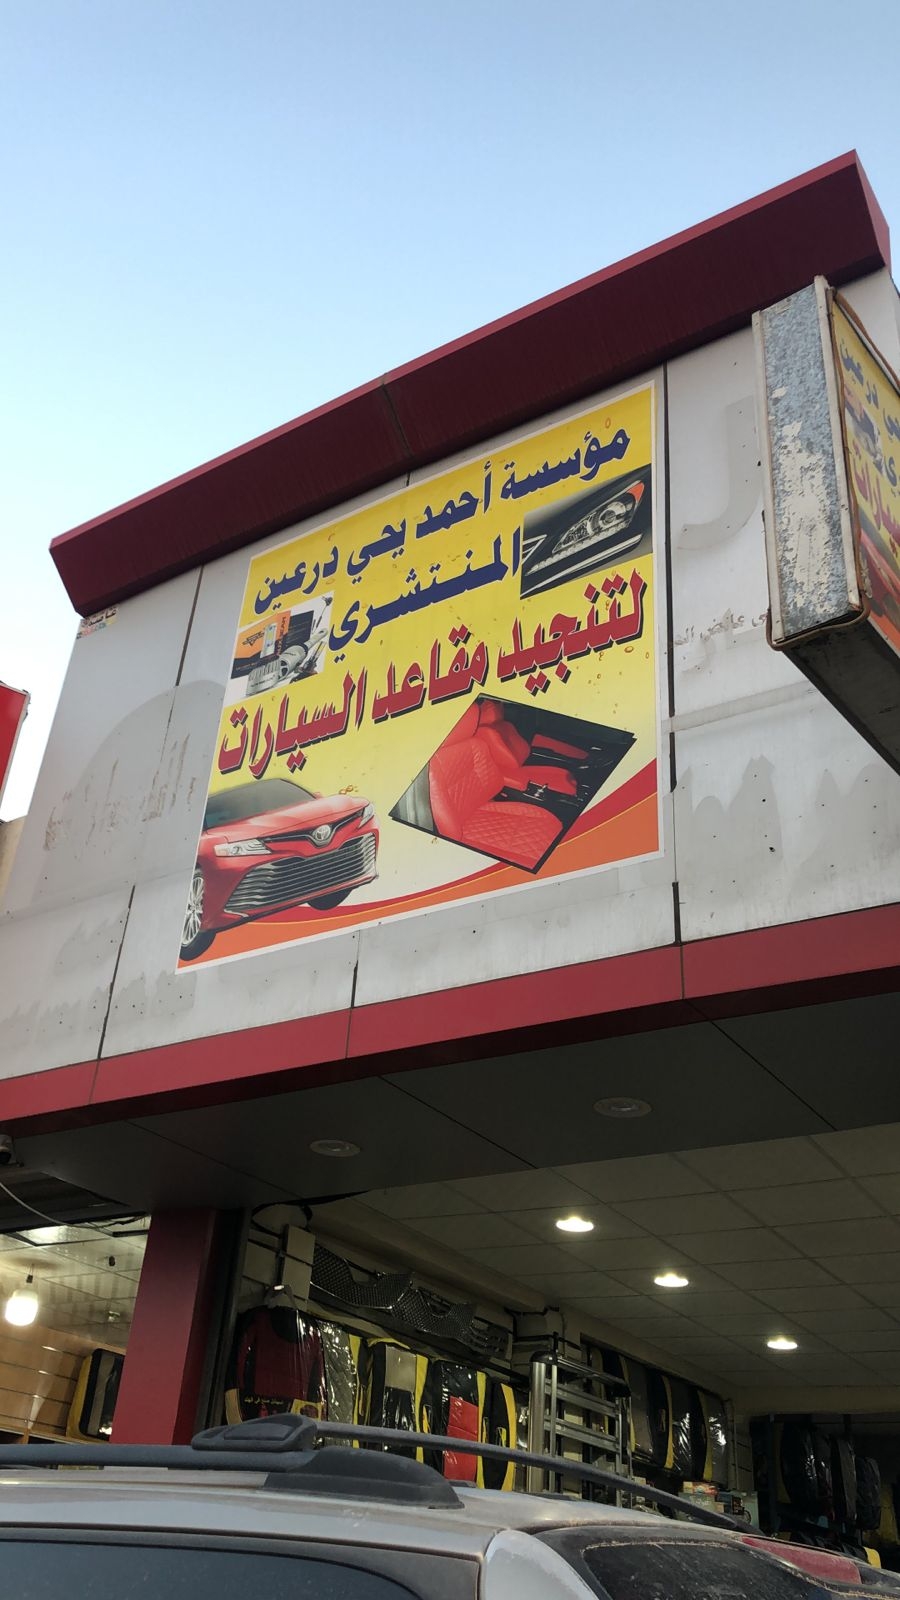 مؤسسة أحمد يحي درعين
المنتشري
لتنجيد مقاعد السيارات